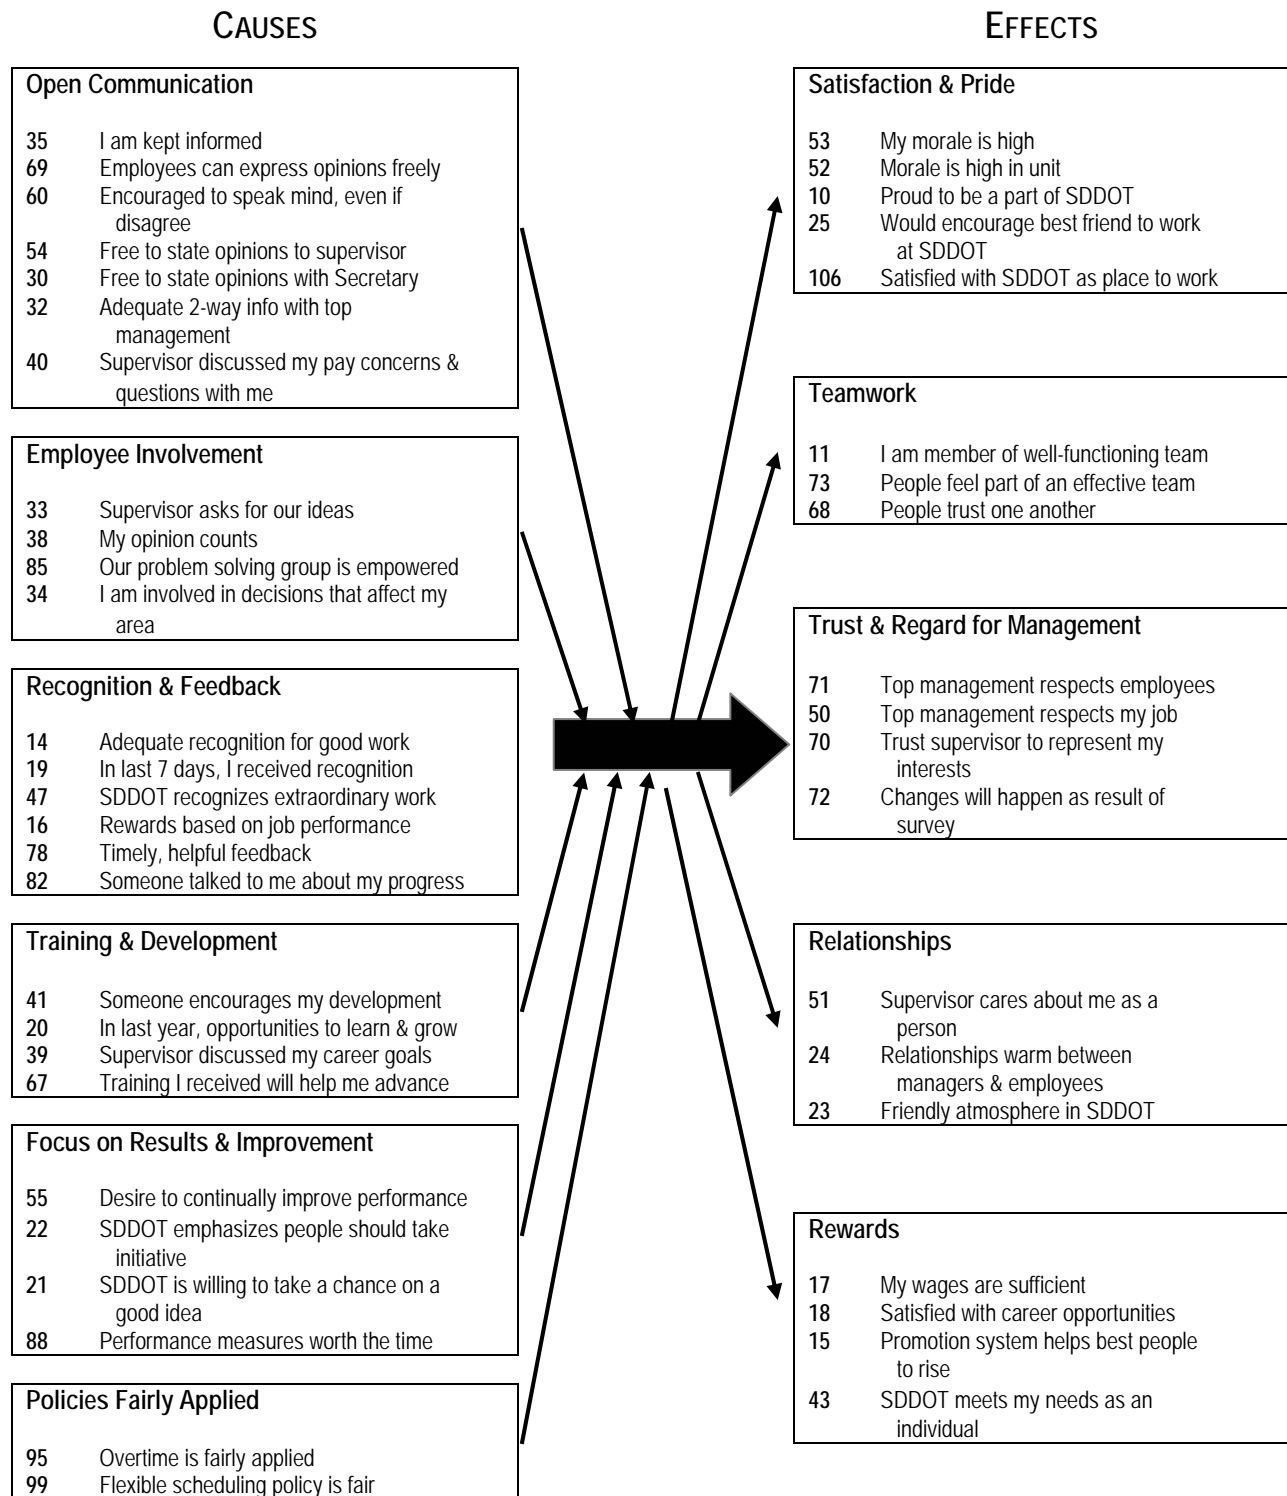 CAUSES
Open Communication
35 I am kept informed
69 Employees can express opinions freely
60 Encouraged to speak mind, even if
disagree
54 Free to state opinions to supervisor
30 Free to state opinions with Secretary
32 Adequate 2-way info with top
management
40 Supervisor discussed my pay concerns &
questions with me
Employee Involvement
33 Supervisor asks for our ideas
38 My opinion counts
85 Our problem solving group is empowered
34 I am involved in decisions that affect my
area
Recognition & Feedback
14 Adequate recognition for good work
19 In last 7 days, I received recognition
47 SDDOT recognizes extraordinary work
16 Rewards based on job performance
78 Timely, helpful feedback
82 Someone talked to me about my progress
Training & Development
41 Someone encourages my development
20 In last year, opportunities to learn & grow
39 Supervisor discussed my career goals
67 Training I received will help me advance
Focus on Results & Improvement
55 Desire to continually improve performance
22 SDDOT emphasizes people should take
initiative
21 SDDOT is willing to take a chance on a
good idea
88 Performance measures worth the time
Policies Fairly Applied
95 Overtime is fairly applied
99 Flexible scheduling policy is fair
EFFECTS
Satisfaction & Pride
53 My morale is high
52 Morale is high in unit
10 Proud to be a part of SDDOT
25 Would encourage best friend to work
at SDDOT
106 Satisfied with SDDOT as place to work
Teamwork
11 I am member of well-functioning team
73 People feel part of an effective team
68 People trust one another
Trust & Regard for Management
71 Top management respects employees
50 Top management respects my job
70 Trust supervisor to represent my
interests
72 Changes will happen as result of
survey
Relationships
51 Supervisor cares about me as a
person
24 Relationships warm between
managers & employees
23 Friendly atmosphere in SDDOT
Rewards
17 My wages are sufficient
18 Satisfied with career opportunities
15 Promotion system helps best people
to rise
43 SDDOT meets my needs as an
individual